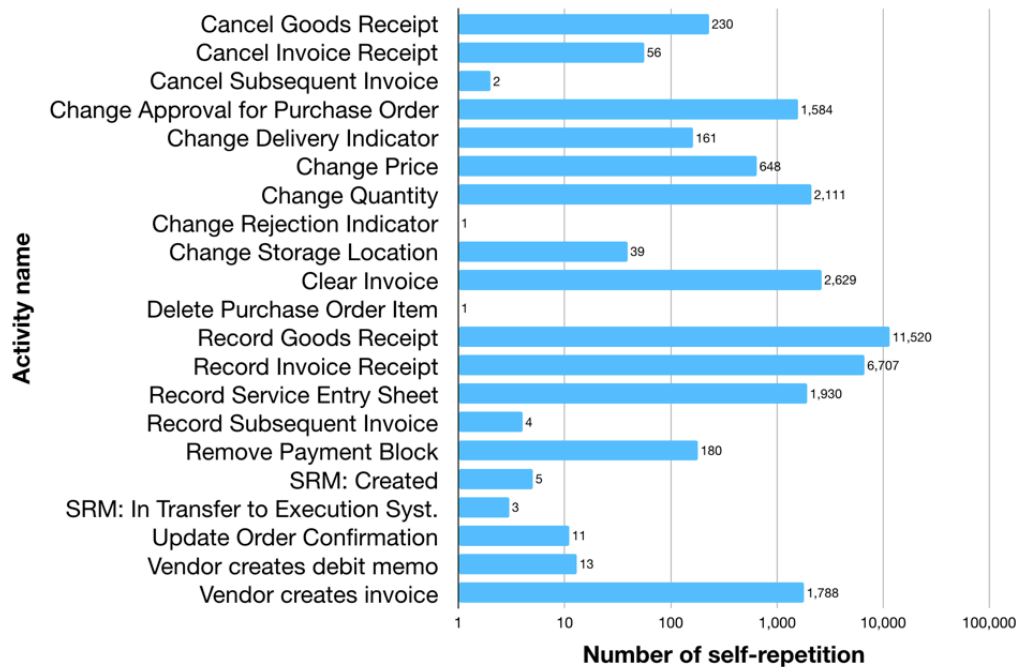 Cancel Goods Receipt 230
Cancel Invoice Receipt 56
Cancel Subsequent Invoice 2
Change Approval for Purchase Order 1,584
Change Delivery Indicator 161
Change Price 648
Change Quantity 2,111
Change Rejection Indicator 1
Change Storage Location 39
Clear Invoice 2,629
Delete Purchase Order Item 1
Record Goods Receipt 11,520
Record Invoice Receipt 6,707
Record Service Entry Sheet 1,930
Record Subsequent Invoice 4
Remove Payment Block 180
SRM: Created 5
SRM: In Transfer to Execution Syst. 3
Update Order Confirmation 11
Vendor creates debit memo 13
Vendor creates invoice 1,788
1 10 100 1,000 10,000 100,000
Number of self-repetition
Activity name